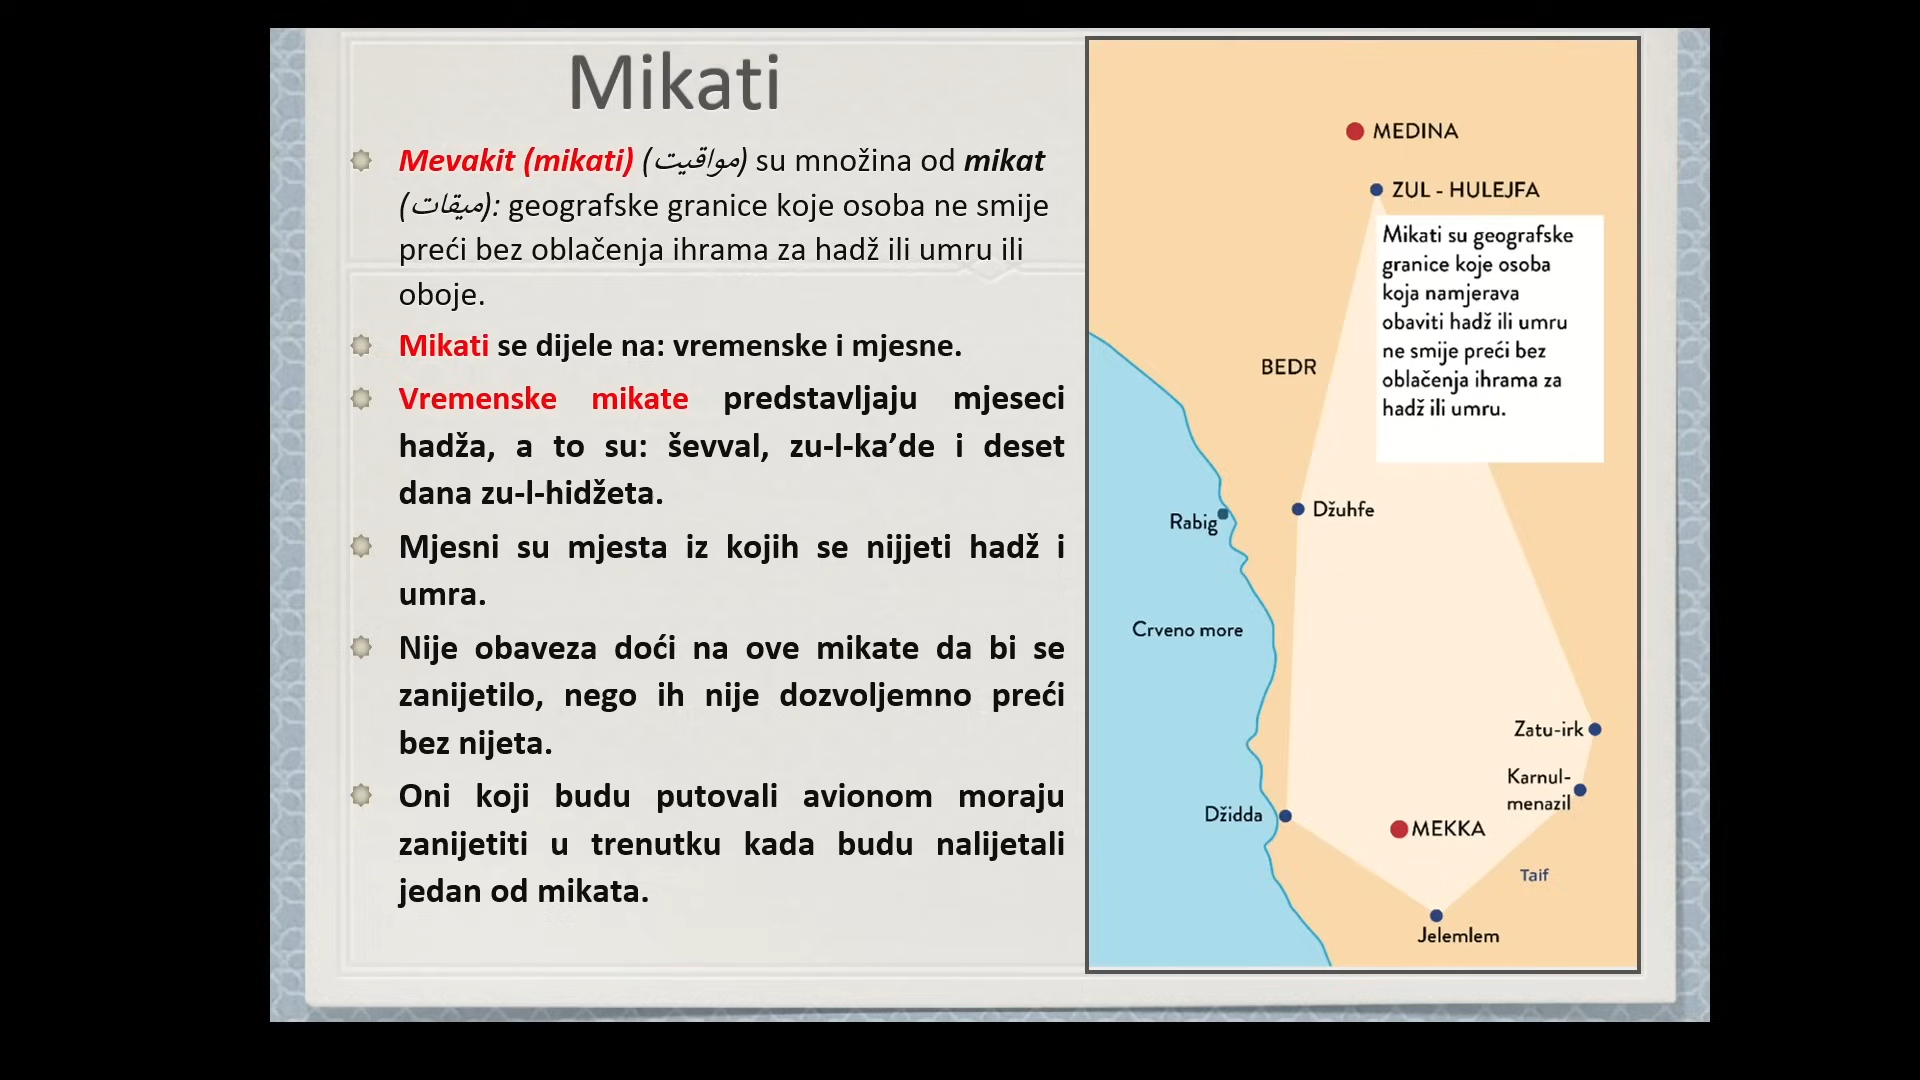 Mikati
Mevakit (mikati) (مواقيت) su množina od mikat
(ميقات): geografske granice koje osoba ne smije
preći bez oblačenja ihrama za hadž ili umru ili
oboje.
Mikati se dijele na: vremenske i mjesne.
Vremenske mikate predstavljaju mjeseci
hadža, a to su: ševval, zu-l-ka’de i deset
dana zu-l-hidžeta.
Mjesni su mjesta iz kojih se nijjeti hadž i
umra.
Nije obaveza doći na ove mikate da bi se
zanijetilo, nego ih nije dozvoljemno preći
bez nijeta.
Oni koji budu putovali avionom moraju
zanijetiti u trenutku kada budu nalijetali
jedan od mikata.
MEDINA
ZUL - HULEJFA
Mikati su geografske
granice koje osoba
koja namjerava
obaviti hadž ili umru
ne smije preći bez
oblačenja ihrama za
hadž ili umru.
BEDR
Džuhfe
Rabig
Crveno more
Zatu-irk
Karnul-
menazil
Džidda
MEKKA
Taif
Jelemlem